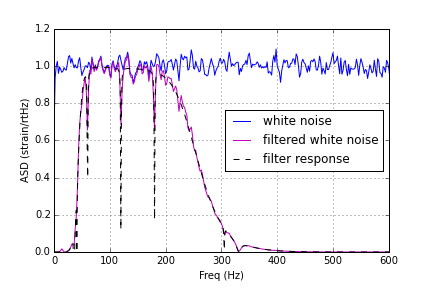 1.2
1.0
0.8
0.6
0.4
0.2
0.0
ASD (strain/rtHz)
white noise
filtered white noise
filter response
0 100 200 300 400 500 600
Freq (Hz)